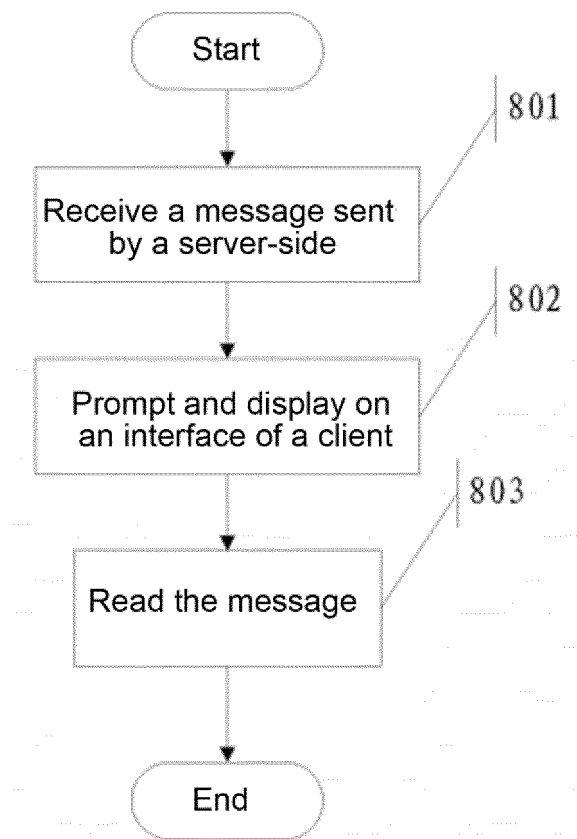 Start
801
Receive a message sent
by a server-side
802
Prompt and display on
an interface of a client
803
Read the message
End